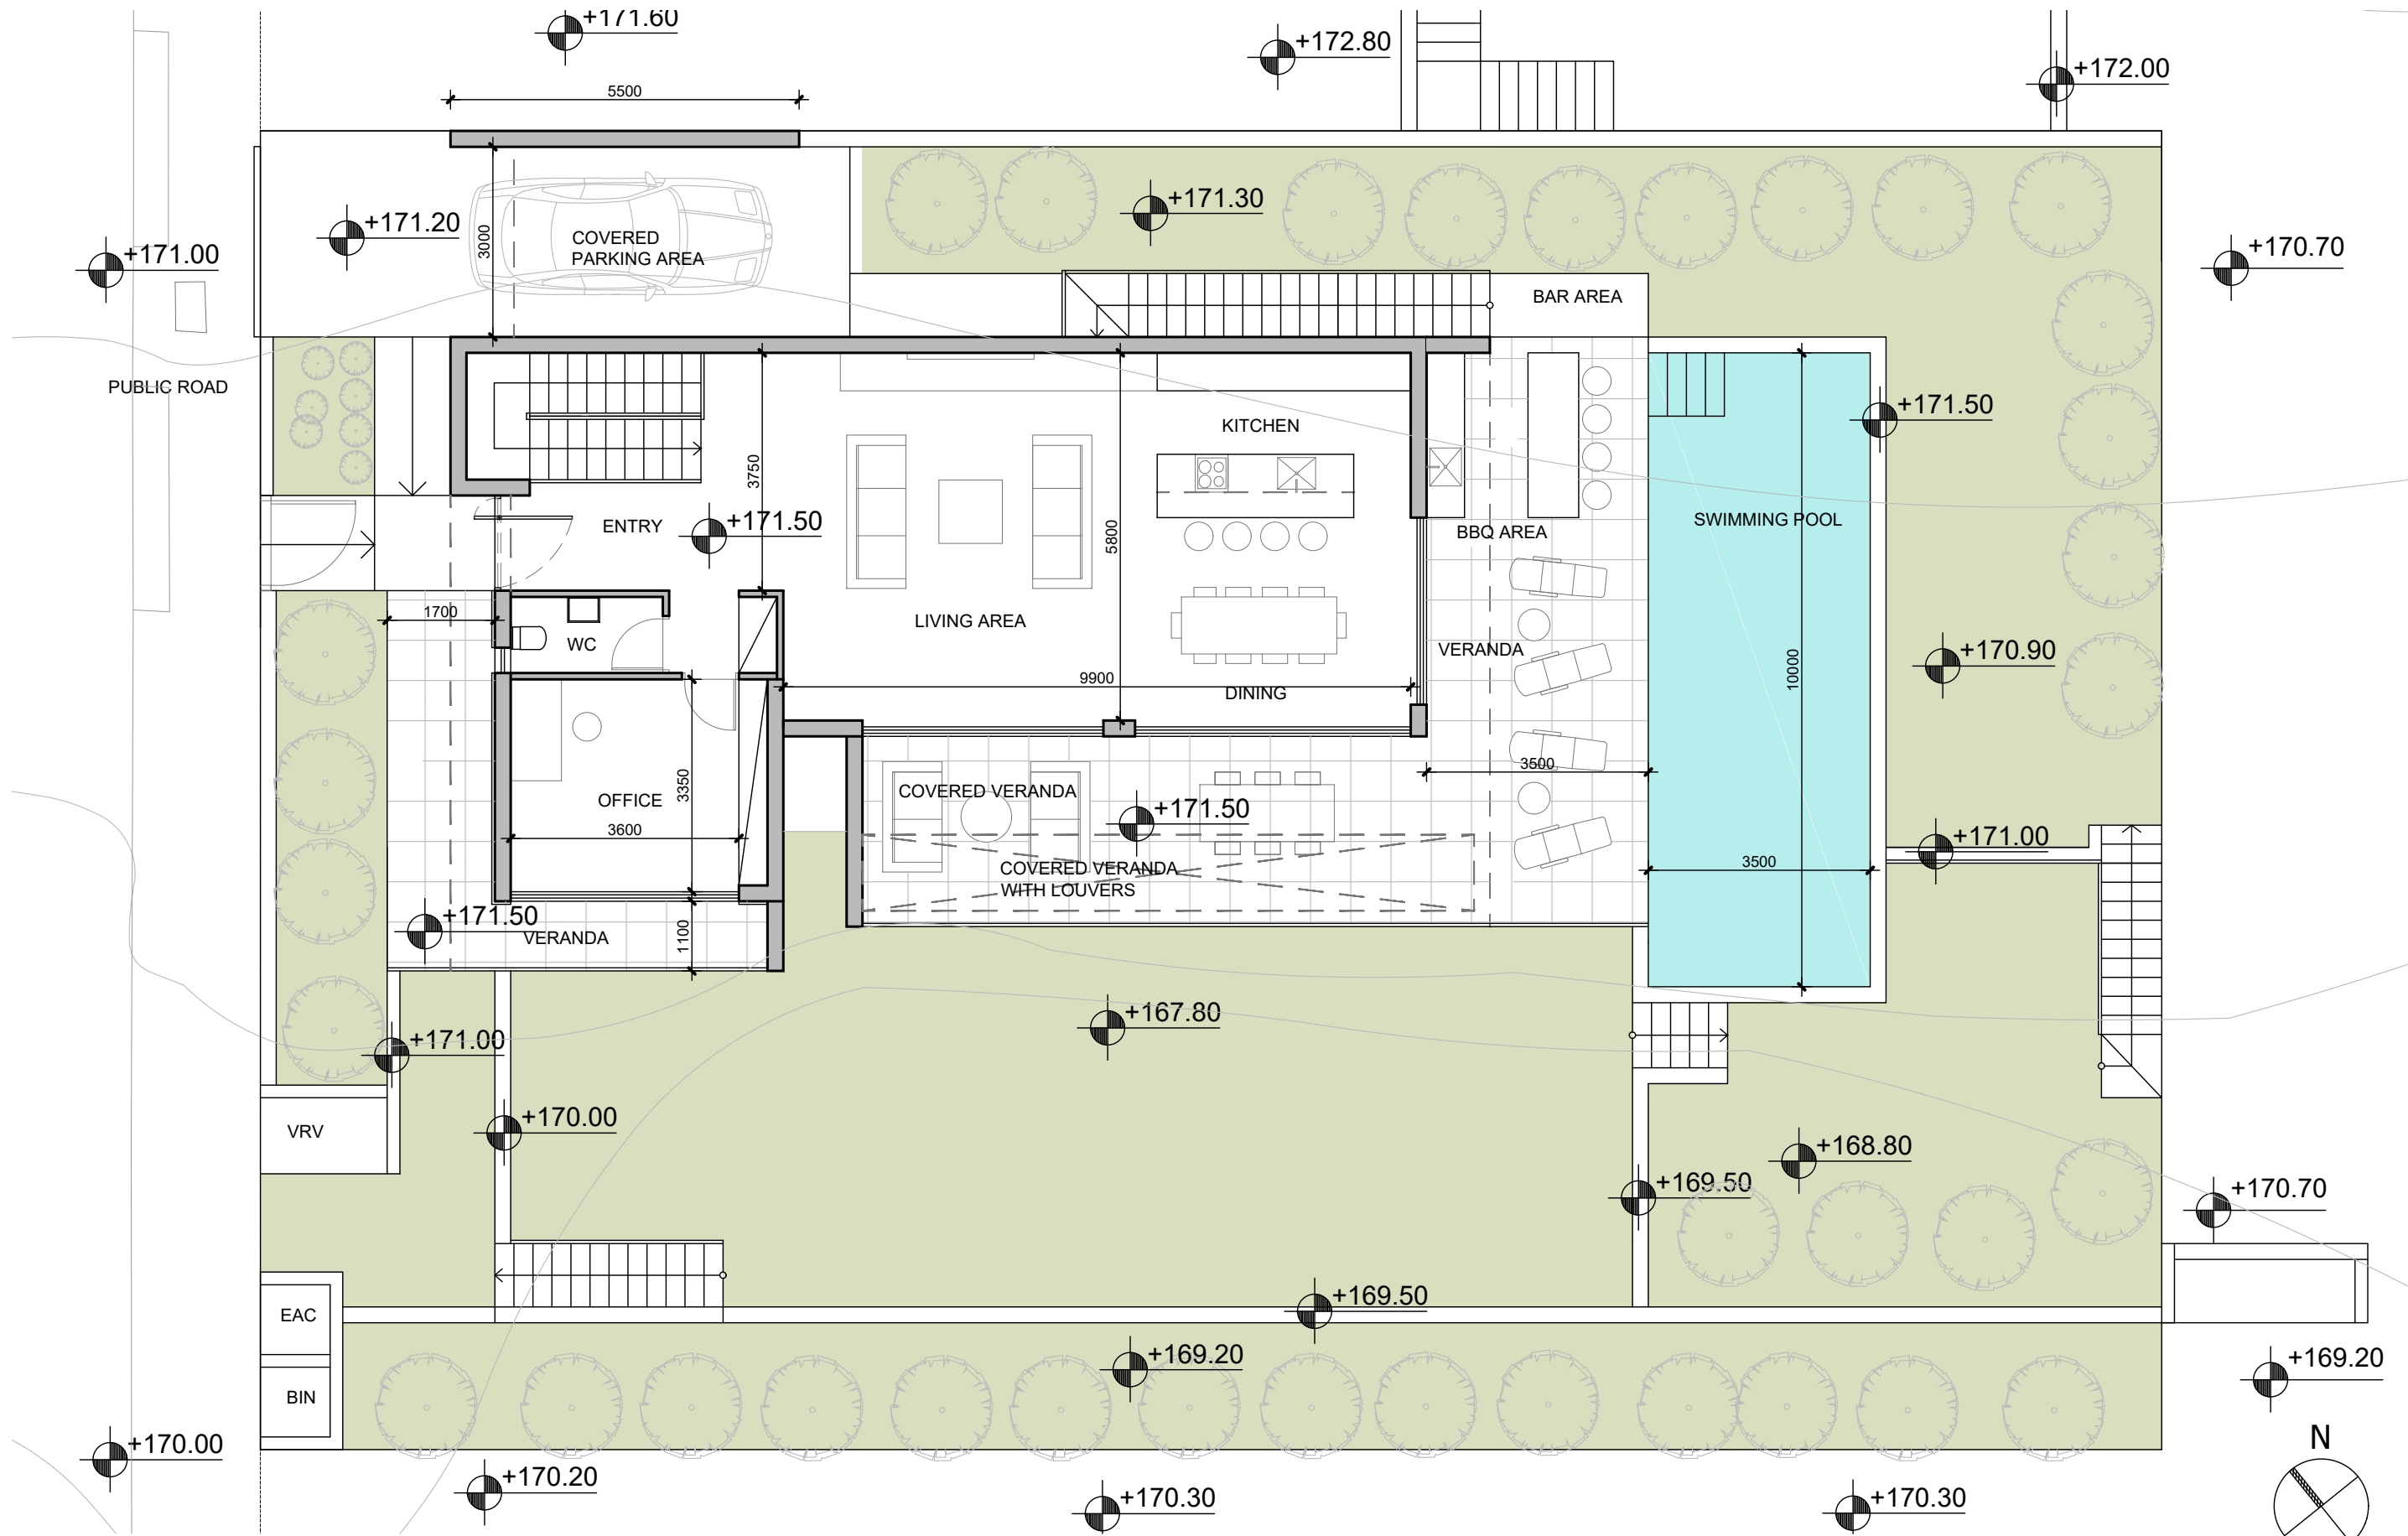 +171.60
+172.80
+172.00
5500
+171.30
+171.20
+171.00
+170.70
3000
COVERED
PARKING AREA
BAR AREA
PUBLIC ROAD
+171.50
KITCHEN
3750
ENTRY
+171.50
5800
BBQ AREA
SWIMMING POOL
1700
WC
LIVING AREA
VERANDA
+170.90
10000
9900
DINING
3350
OFFICE
3600
COVERED VERANDA
+171.50
3500
COVERED VERANDA
WITH LOUVERS
3500
+171.00
+171.50
VERANDA
1100
+167.80
+171.00
+170.00
VRV
+168.80
+169.50
+170.70
EAC
+169.50
+169.20
+169.20
BIN
+170.00
+170.20
+170.30
+170.30
N